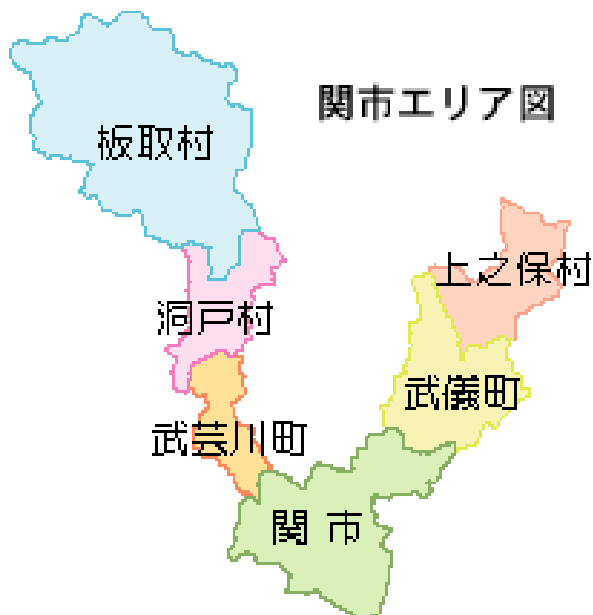 関市エリア図
板取村
上之保村
洞戸村
武儀町
武芸川町
関市